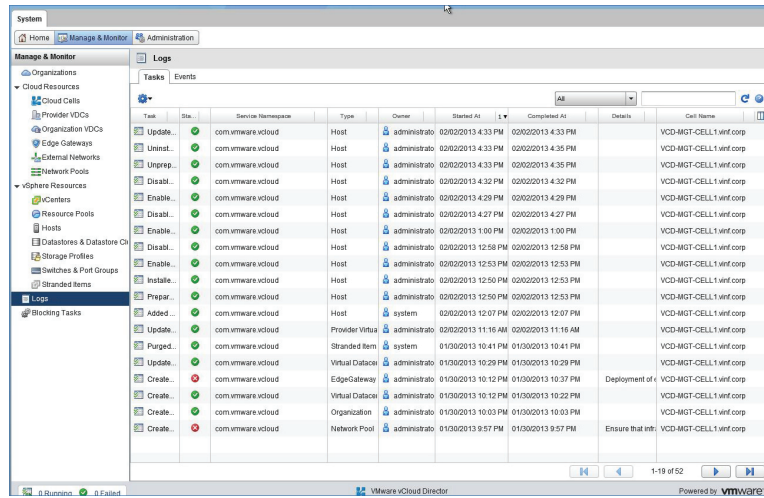 System
Home Manage & Monitor Administration
Manage & Monitor
Organizations
Cloud Resources
Cloud Cells
Provider VDCs
Organization VDCs
Edge Gateways
External Networks
Network Pools
vSphere Resources
vCenters
Resource Pools
Hosts
Datastores & Datastore Clu
Storage Profiles
Switches & Port Groups
Stranded Items
Logs
Blocking Tasks
Logs
Tasks Events
All
Task Sta... Service Namespace Type Owner Started At 1 Completed At Details Cell Name
Update... com.vmware.vcloud Host administrato 02/02/2013 4:33 PM 02/02/2013 4:33 PM VCD-MGT-CELL1.vinf.corp
Uninst... com.vmware.vcloud Host administrato 02/02/2013 4:33 PM 02/02/2013 4:35 PM VCD-MGT-CELL1.vinf.corp
Unprep... com.vmware.vcloud Host administrato 02/02/2013 4:33 PM 02/02/2013 4:35 PM VCD-MGT-CELL1.vinf.corp
Disabl... com.vmware.vcloud Host administrato 02/02/2013 4:32 PM 02/02/2013 4:32 PM VCD-MGT-CELL1.vinf.corp
Enable... com.vmware.vcloud Host administrato 02/02/2013 4:29 PM 02/02/2013 4:29 PM VCD-MGT-CELL1.vinf.corp
Disabl... com.vmware.vcloud Host administrato 02/02/2013 4:27 PM 02/02/2013 4:27 PM VCD-MGT-CELL1.vinf.corp
Enable... com.vmware.vcloud Host administrato 02/02/2013 1:00 PM 02/02/2013 1:00 PM VCD-MGT-CELL1.vinf.corp
Disabl... com.vmware.vcloud Host administrato 02/02/2013 12:58 PM 02/02/2013 12:58 PM VCD-MGT-CELL1.vinf.corp
Enable... com.vmware.vcloud Host administrato 02/02/2013 12:53 PM 02/02/2013 12:53 PM VCD-MGT-CELL1.vinf.corp
Installe... com.vmware.vcloud Host administrato 02/02/2013 12:50 PM 02/02/2013 12:53 PM VCD-MGT-CELL1.vinf.corp
Prepar... com.vmware.vcloud Host administrato 02/02/2013 12:50 PM 02/02/2013 12:53 PM VCD-MGT-CELL1.vinf.corp
Added ... com.vmware.vcloud Host system 02/02/2013 12:07 PM 02/02/2013 12:07 PM VCD-MGT-CELL1.vinf.corp
Update... com.vmware.vcloud Provider Virtua administrato 02/02/2013 11:16 AM 02/02/2013 11:16 AM VCD-MGT-CELL1.vinf.corp
Purged... com.vmware.vcloud Stranded Item system 01/30/2013 10:41 PM 01/30/2013 10:41 PM VCD-MGT-CELL1.vinf.corp
Update... com.vmware.vcloud Virtual Datacer administrato 01/30/2013 10:29 PM 01/30/2013 10:29 PM VCD-MGT-CELL1.vinf.corp
Create... com.vmware.vcloud EdgeGateway administrato 01/30/2013 10:12 PM 01/30/2013 10:37 PM Deployment of e VCD-MGT-CELL1.vinf.corp
Create... com.vmware.vcloud Virtual Datacer administrato 01/30/2013 10:12 PM 01/30/2013 10:22 PM VCD-MGT-CELL1.vinf.corp
Create... com.vmware.vcloud Organization administrato 01/30/2013 10:03 PM 01/30/2013 10:03 PM VCD-MGT-CELL1.vinf.corp
Create... com.vmware.vcloud Network Pool administrato 01/30/2013 9:57 PM 01/30/2013 9:57 PM Ensure that infr VCD-MGT-CELL1.vinf.corp
1-19 of 52
0 Running 0 Failed VMware vCloud Director Powered by vmware